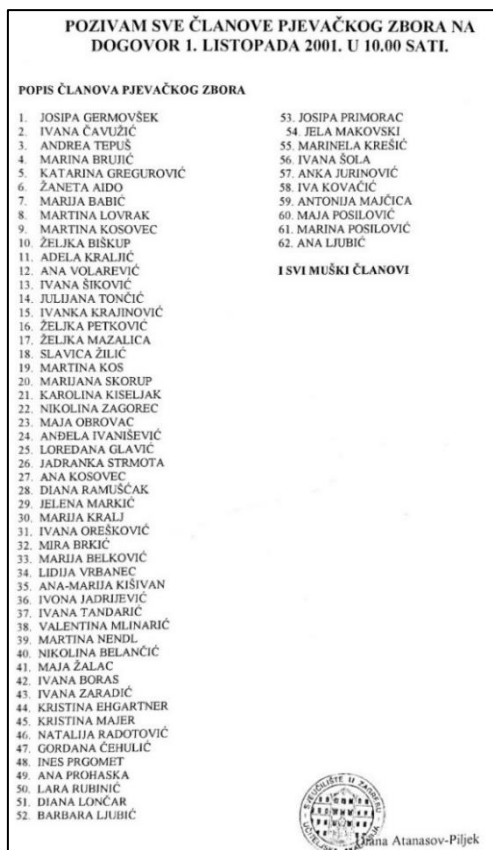 POZIVAM SVE ČLANOVE PJEVAČKOG ZBORA NA
DOGOVOR 1. LISTOPADA 2001. U 10.00 SATI.
POPIS ČLANOVA PJEVAČKOG ZBORA
1. JOSIPA GERMOVŠEK
2. IVANA ČAVUŽIĆ
3. ANDREA TEPUŠ
4. MARINA BRUJIĆ
5. KATARINA GREGUROVIĆ
6. ŽANETA AIDO
7. MARIJA BABIĆ
8. MARTINA LOVRAK
9. MARTINA KOSOVEC
10. ŽELJKA BIŠKUP
11. ADELA KRALJIĆ
12. ANA VOLAREVIĆ
13. IVANA ŠIKOVIĆ
14. JULIJANA TONČIĆ
15. IVANKA KRAJINOVIĆ
16. ŽELJKA PETKOVIĆ
17. ŽELJKA MAZALICA
18. SLAVICA ŽILIĆ
19. MARTINA KOS
20. MARIJANA SKORUP
21. KAROLINA KISELJAK
22. NIKOLINA ZAGOREC
23. MAJA OBROVAC
24. ANĐELA IVANIŠEVIĆ
25. LOREDANA GLAVIĆ
26. JADRANKA STRMOTA
27. ANA KOSOVEC
28. DIANA RAMUŠĆAK
29. JELENA MARKIĆ
30. MARIJA KRALJ
31. IVANA OREŠKOVIĆ
32. MIRA BRKIĆ
33. MARIJA BELKOVIĆ
34. LIDIJA VRBANEC
35. ANA-MARIJA KIŠIVAN
36. IVONA JADRIJEVIĆ
37. IVANA TANDARIĆ
38. VALENTINA MLINARIĆ
39. MARTINA NENDL
40. NIKOLINA BELANČIĆ
41. MAJA ŽALAC
42. IVANA BORAS
43. IVANA ZARADIĆ
44. KRISTINA EHGARTNER
45. KRISTINA MAJER
46. NATALIJA RADOTOVIĆ
47. GORDANA ČEHULIĆ
48. INES PRGOMET
49. ANA PROHASKA
50. LARA RUBINIĆ
51. DIANA LONČAR
52. BARBARA LJUBIĆ
53. JOSIPA PRIMORAC
54. JELA MAKOVSKI
55. MARINELA KREŠIĆ
56. IVANA ŠOLA
57. ANKA JURINOVIĆ
58. IVA KOVAČIĆ
59. ANTONIJA MAJČICA
60. MAJA POSILOVIĆ
61. MARINA POSILOVIĆ
62. ANA LJUBIĆ
I SVI MUŠKI ČLANOVI
SVEUČILIŠTE U ZAGREBU
Diana Atanasov-Piljek